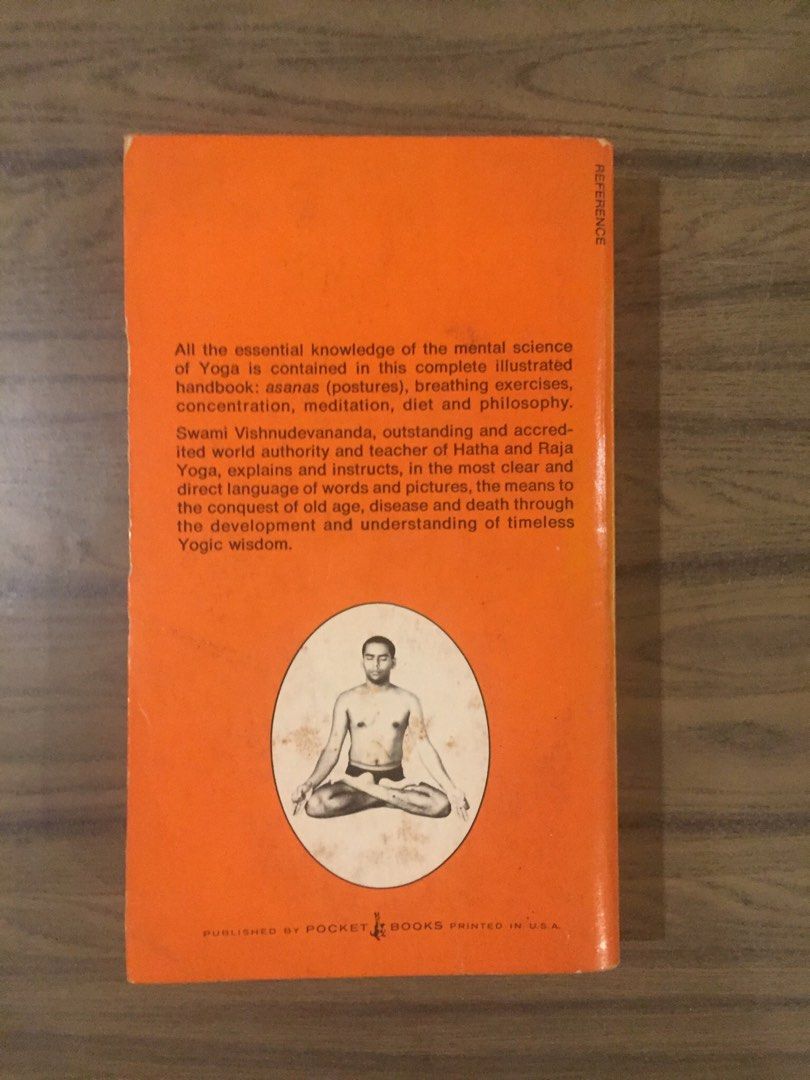 REFERENCE
All the essential knowledge of the mental science
of Yoga is contained in this complete illustrated
handbook: asanas (postures), breathing exercises,
concentration, meditation, diet and philosophy.
Swami Vishnudevananda, outstanding and accred-
ited world authority and teacher of Hatha and Raja
Yoga, explains and instructs, in the most clear and
direct language of words and pictures, the means to
the conquest of old age, disease and death through
the development and understanding of timeless
Yogic wisdom.
PUBLISHED BY POCKET BOOKS PRINTED IN U.S.A.